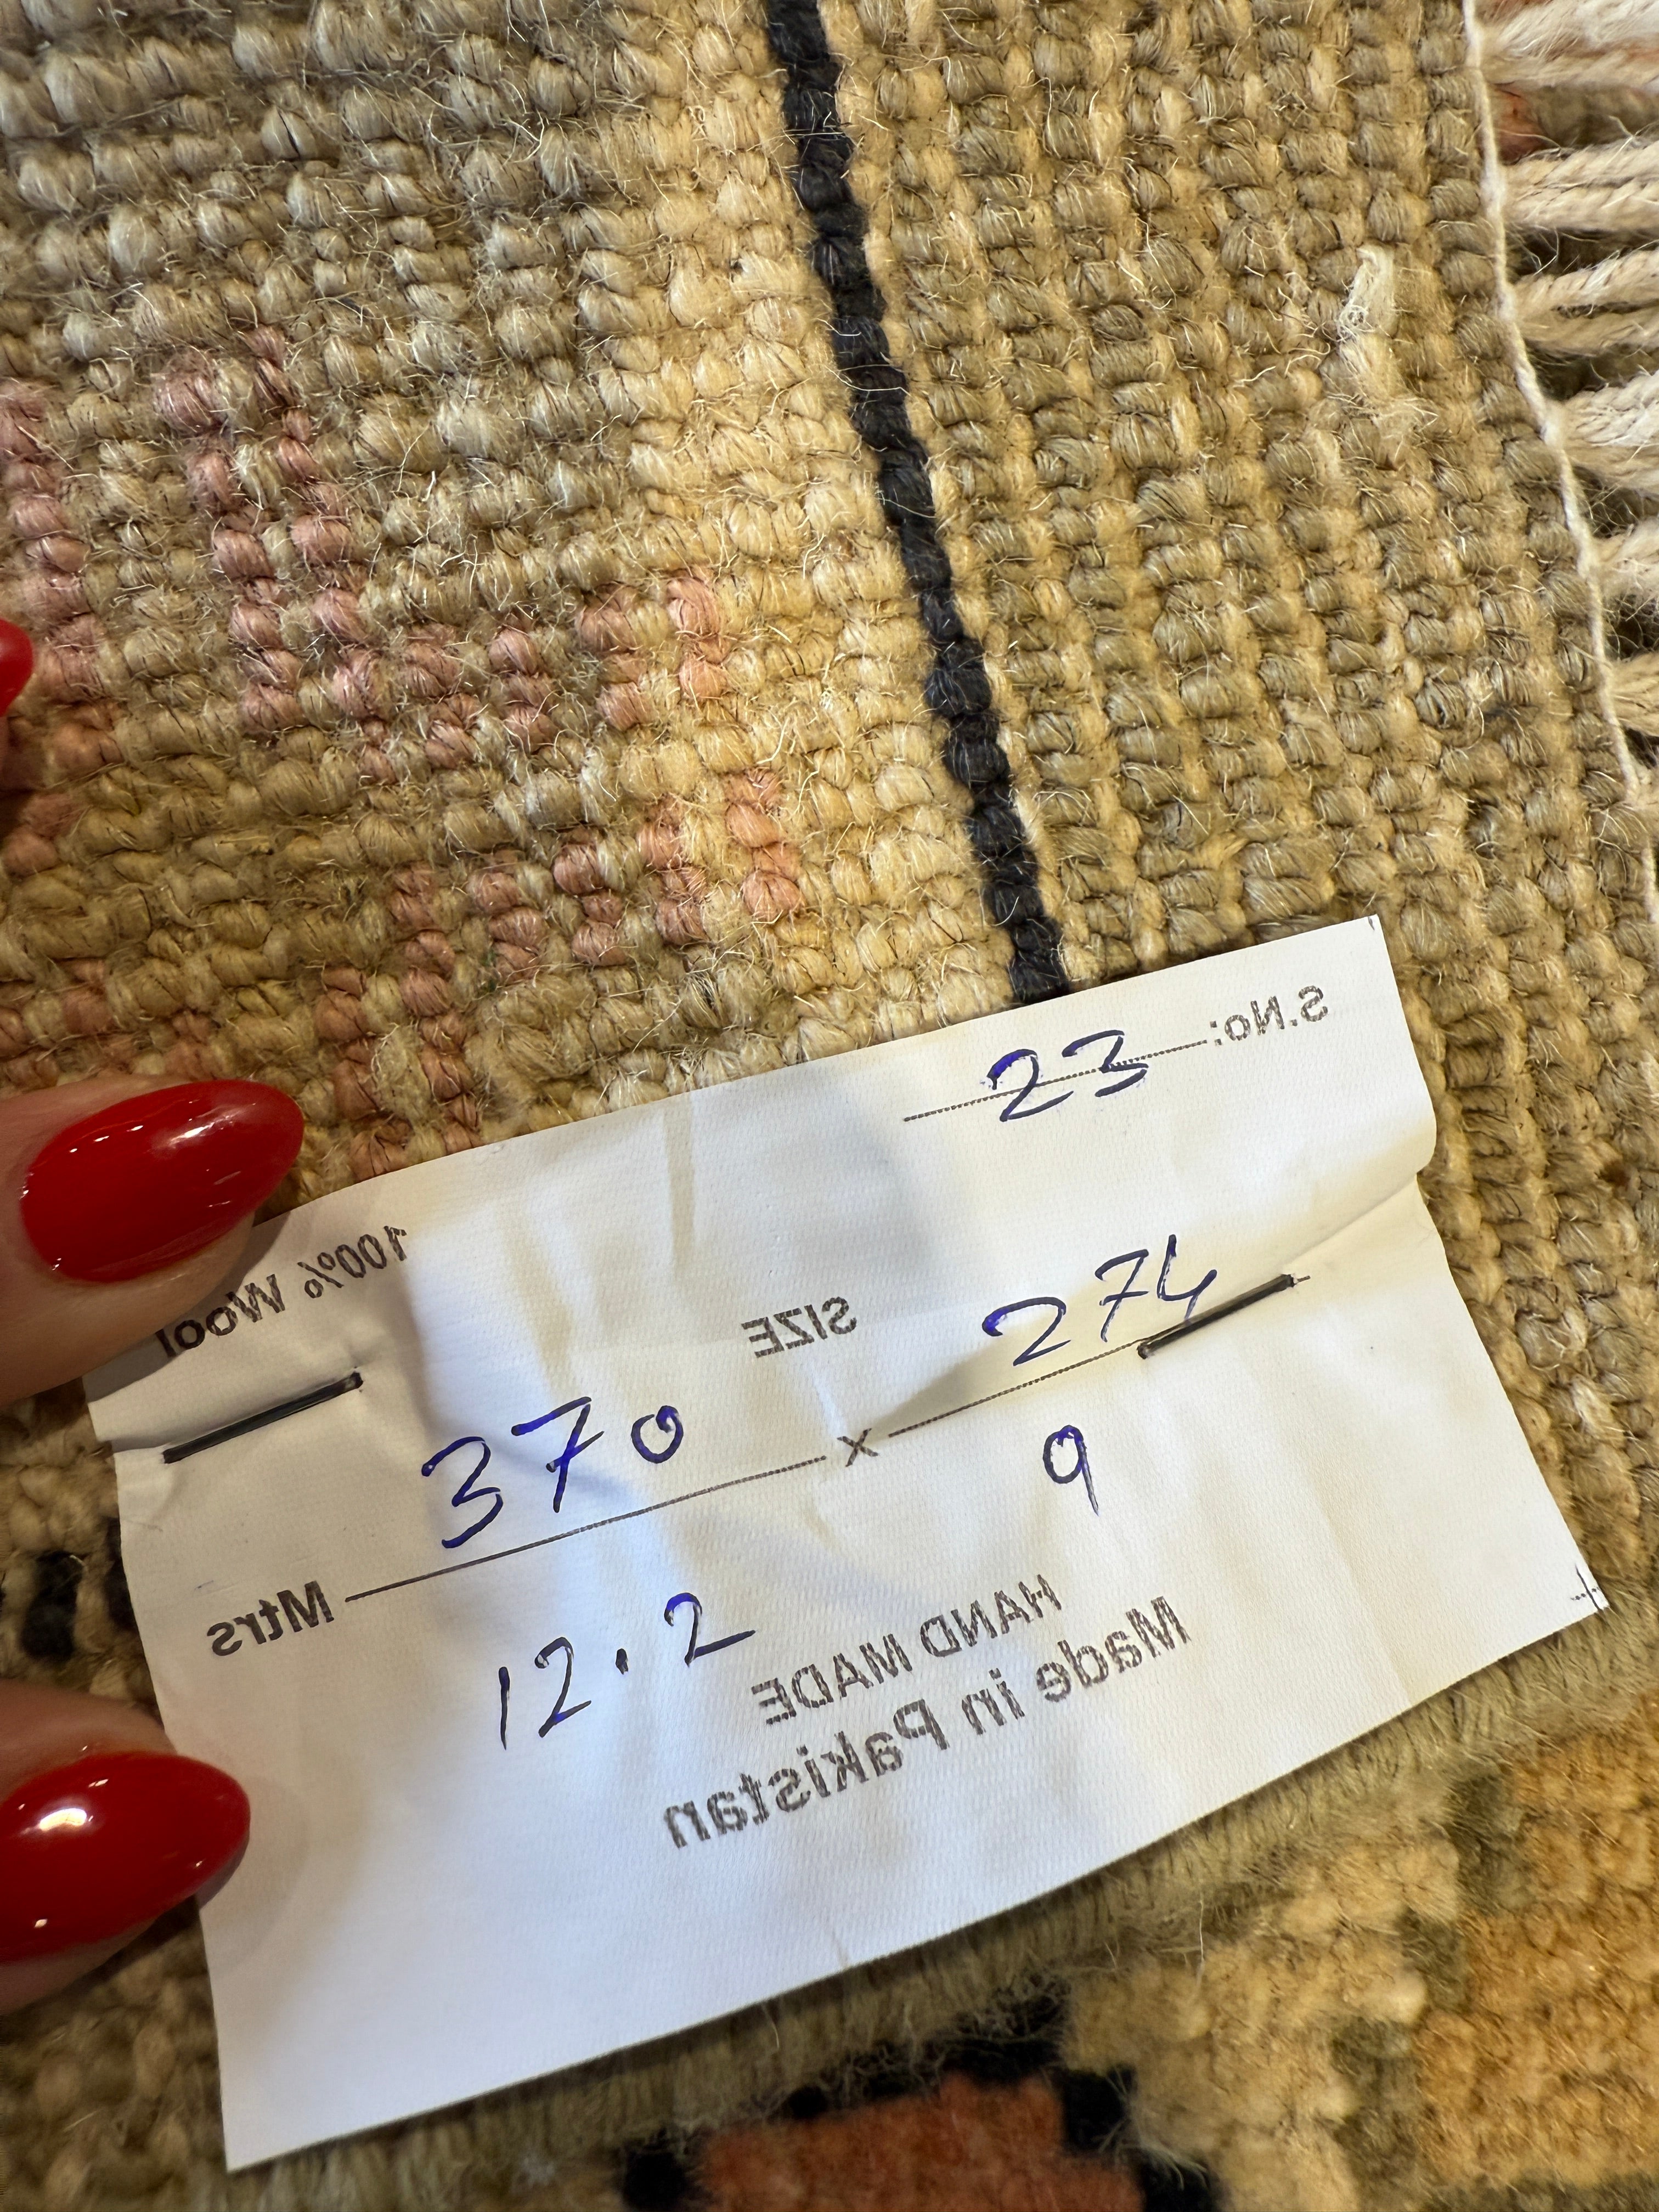 S.No: 23
100% Wool
SIZE
370 x 274 Mtrs
12.2 9
HAND MADE
Made in Pakistan